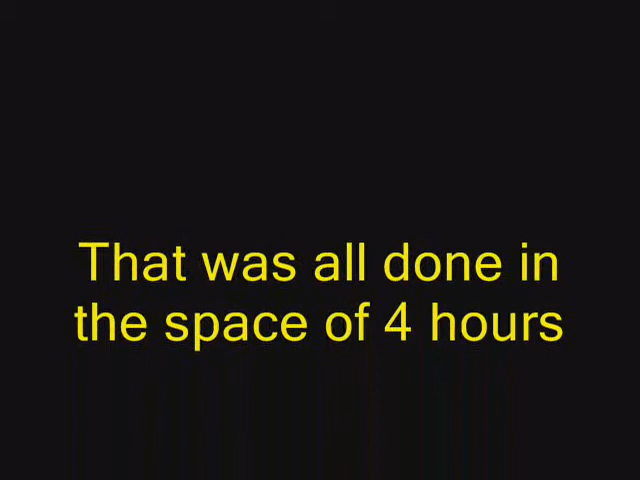 That was all done in
the space of 4 hours